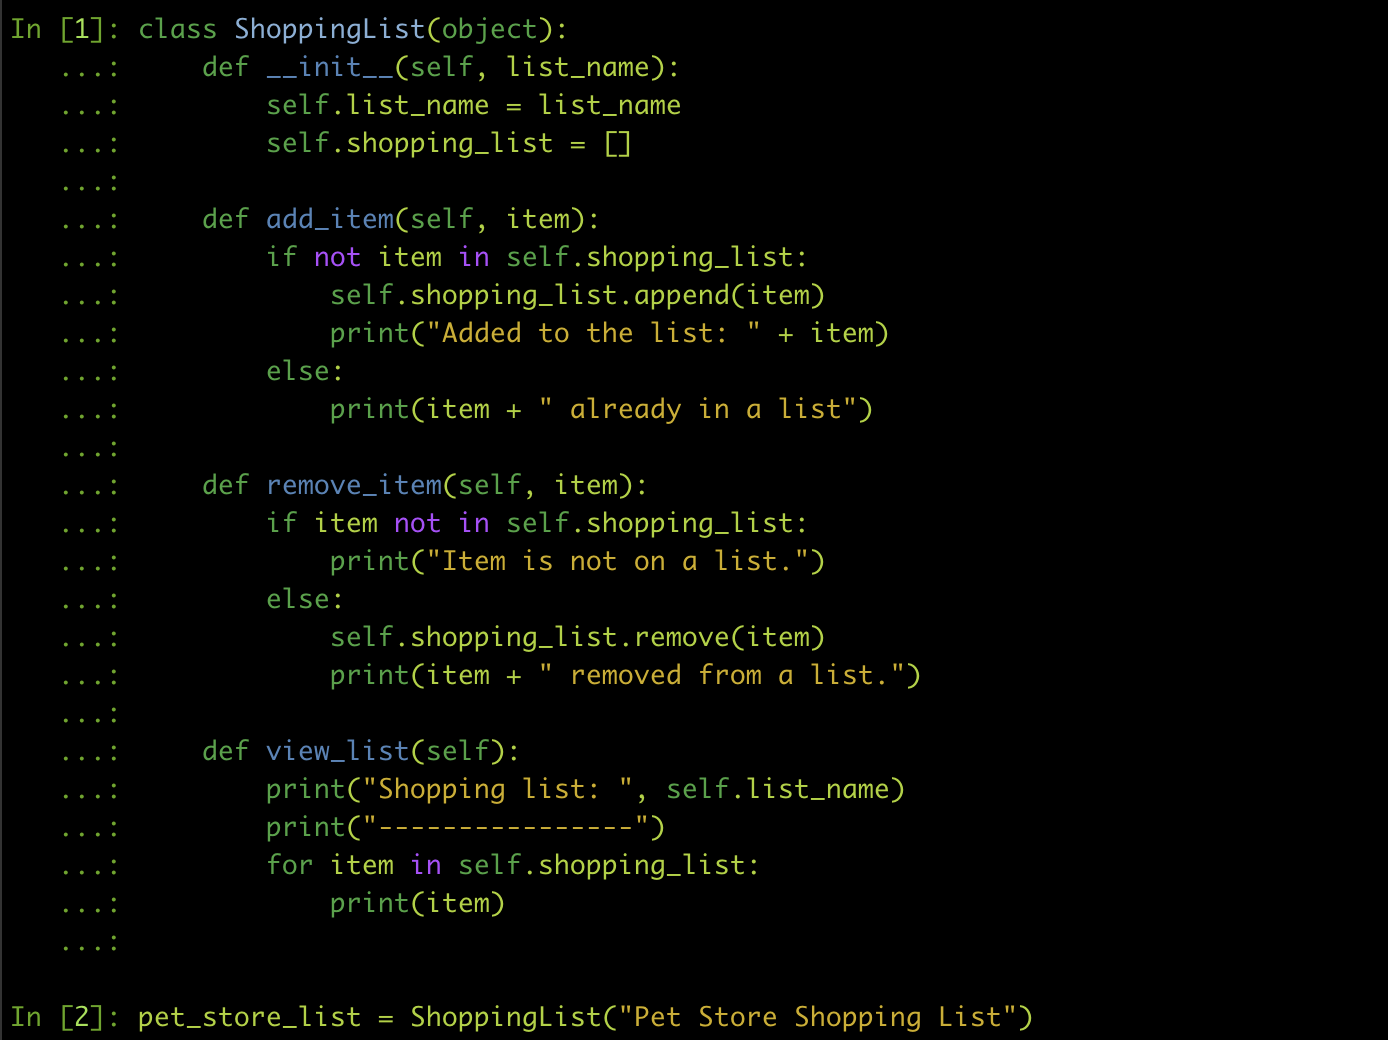 In [1]: class ShoppingList(object):
   ...:     def __init__(self, list_name):
   ...:         self.list_name = list_name
   ...:         self.shopping_list = []
   ...:
   ...:     def add_item(self, item):
   ...:         if not item in self.shopping_list:
   ...:             self.shopping_list.append(item)
   ...:             print("Added to the list: " + item)
   ...:         else:
   ...:             print(item + " already in a list")
   ...:
   ...:     def remove_item(self, item):
   ...:         if item not in self.shopping_list:
   ...:             print("Item is not on a list.")
   ...:         else:
   ...:             self.shopping_list.remove(item)
   ...:             print(item + " removed from a list.")
   ...:
   ...:     def view_list(self):
   ...:         print("Shopping list: ", self.list_name)
   ...:         print("----------------")
   ...:         for item in self.shopping_list:
   ...:             print(item)
   ...:
In [2]: pet_store_list = ShoppingList("Pet Store Shopping List")